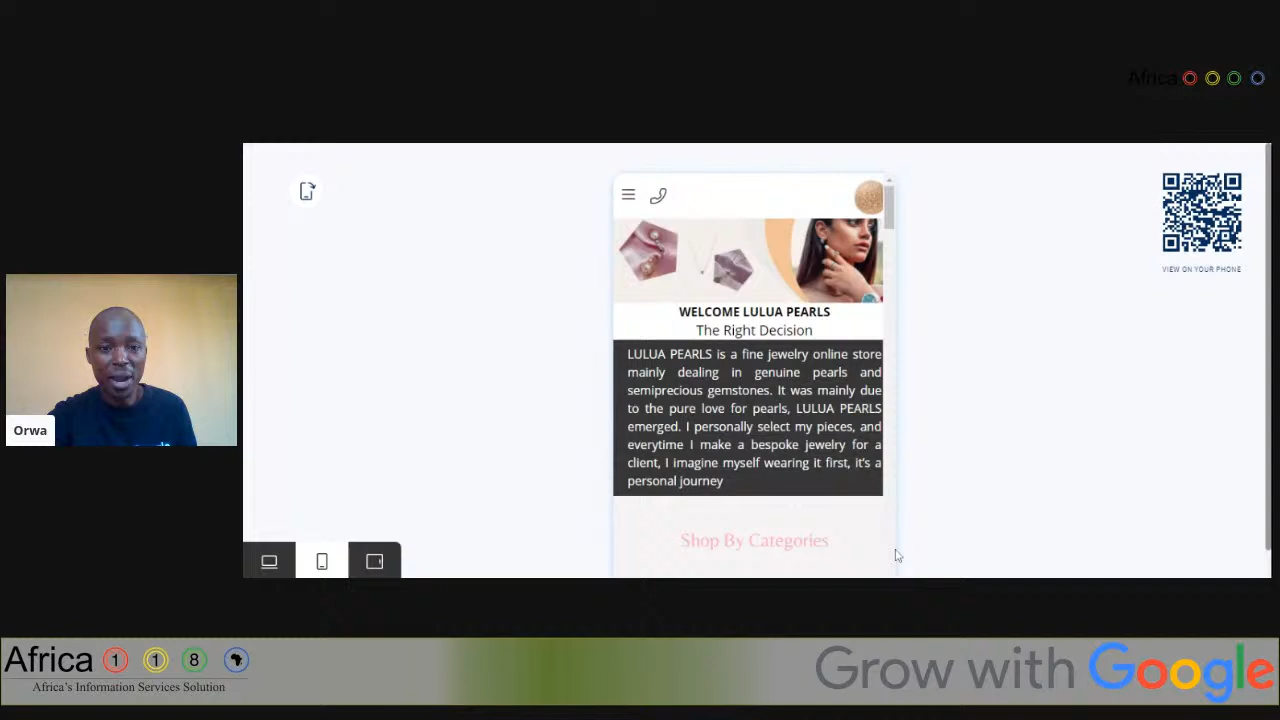 Africa
VIEW ON YOUR PHONE
WELCOME LULUA PEARLS
The Right Decision
LULUA PEARLS is a fine jewelry online store
mainly dealing in genuine pearls and
semiprecious gemstones. It was mainly due
to the pure love for pearls, LULUA PEARLS
emerged. I personally select my pieces, and
everytime I make a bespoke jewelry for a
client, I imagine myself wearing it first, it's a
personal journey
Shop By Categories
Orwa
Africa 1 1 8
Africa's Information Services Solution
Grow with Google